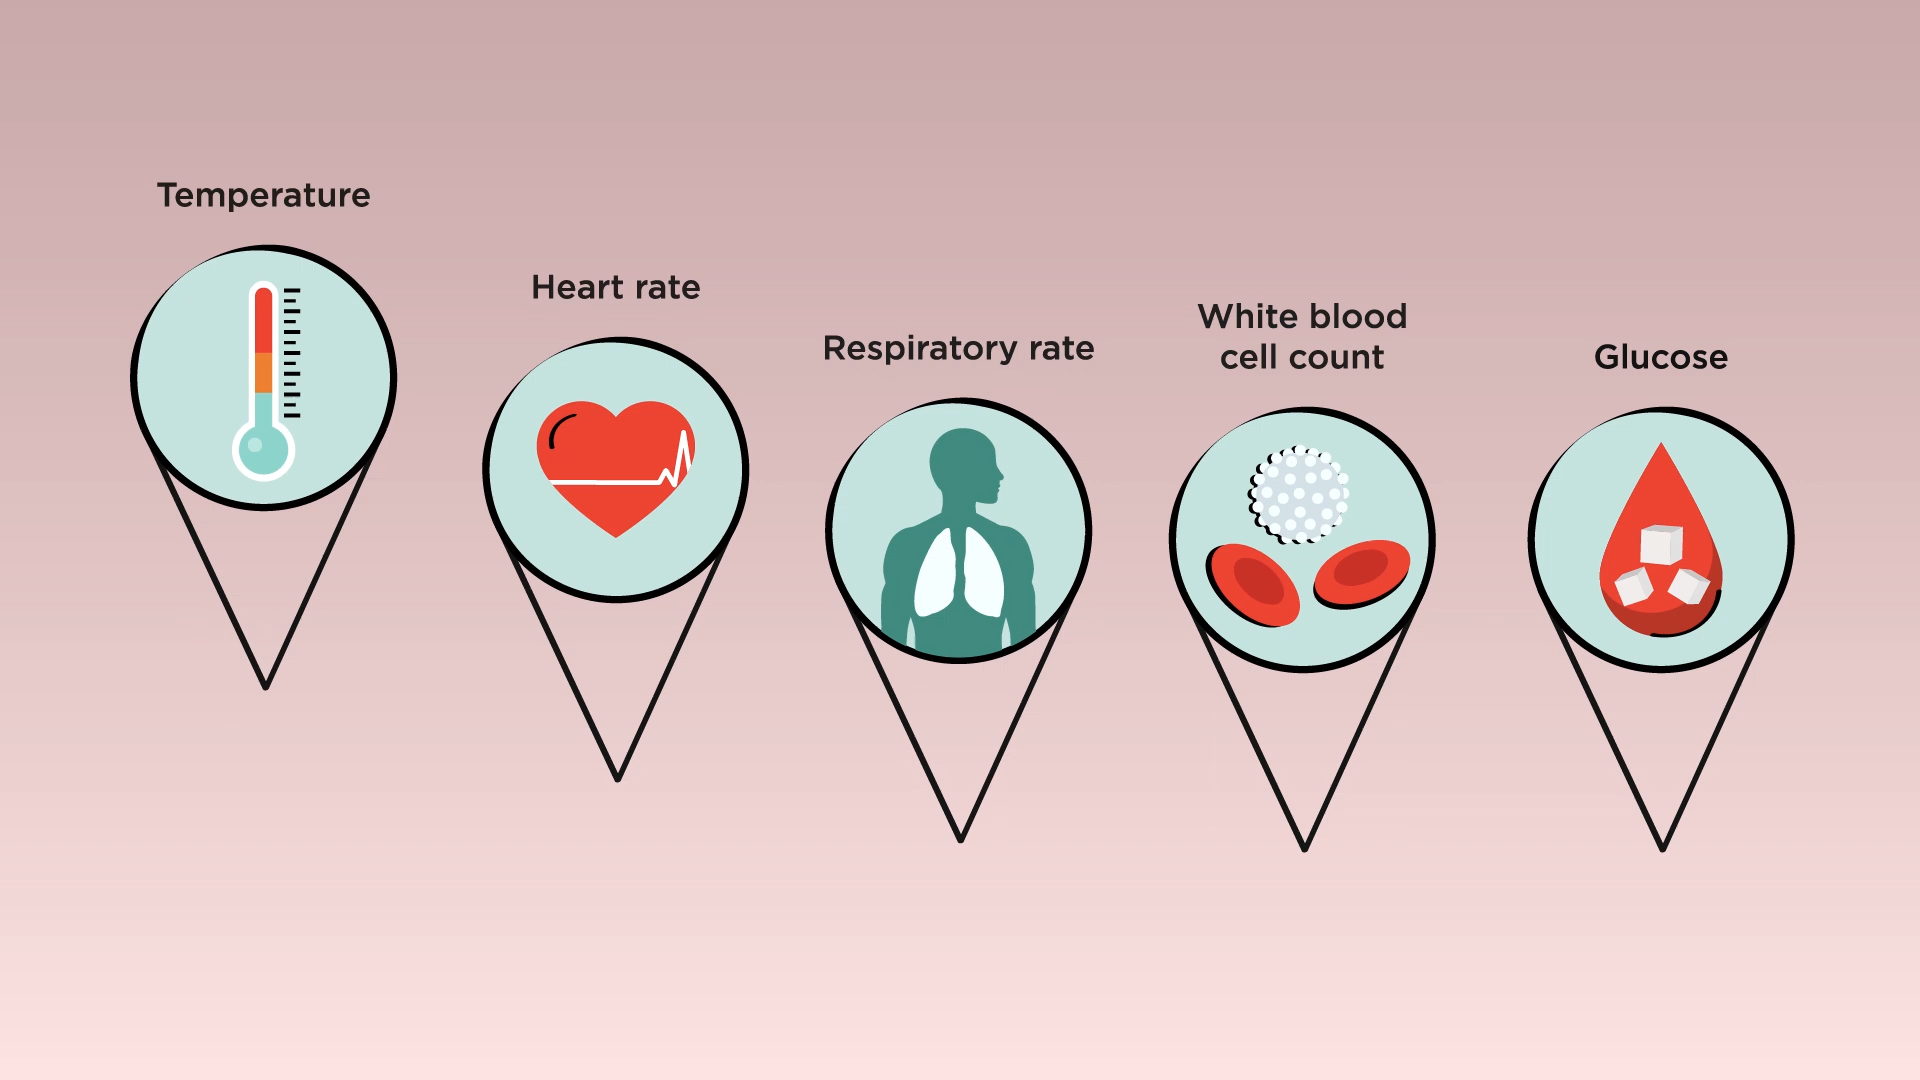 Temperature
Heart rate
Respiratory rate
White blood
cell count
Glucose